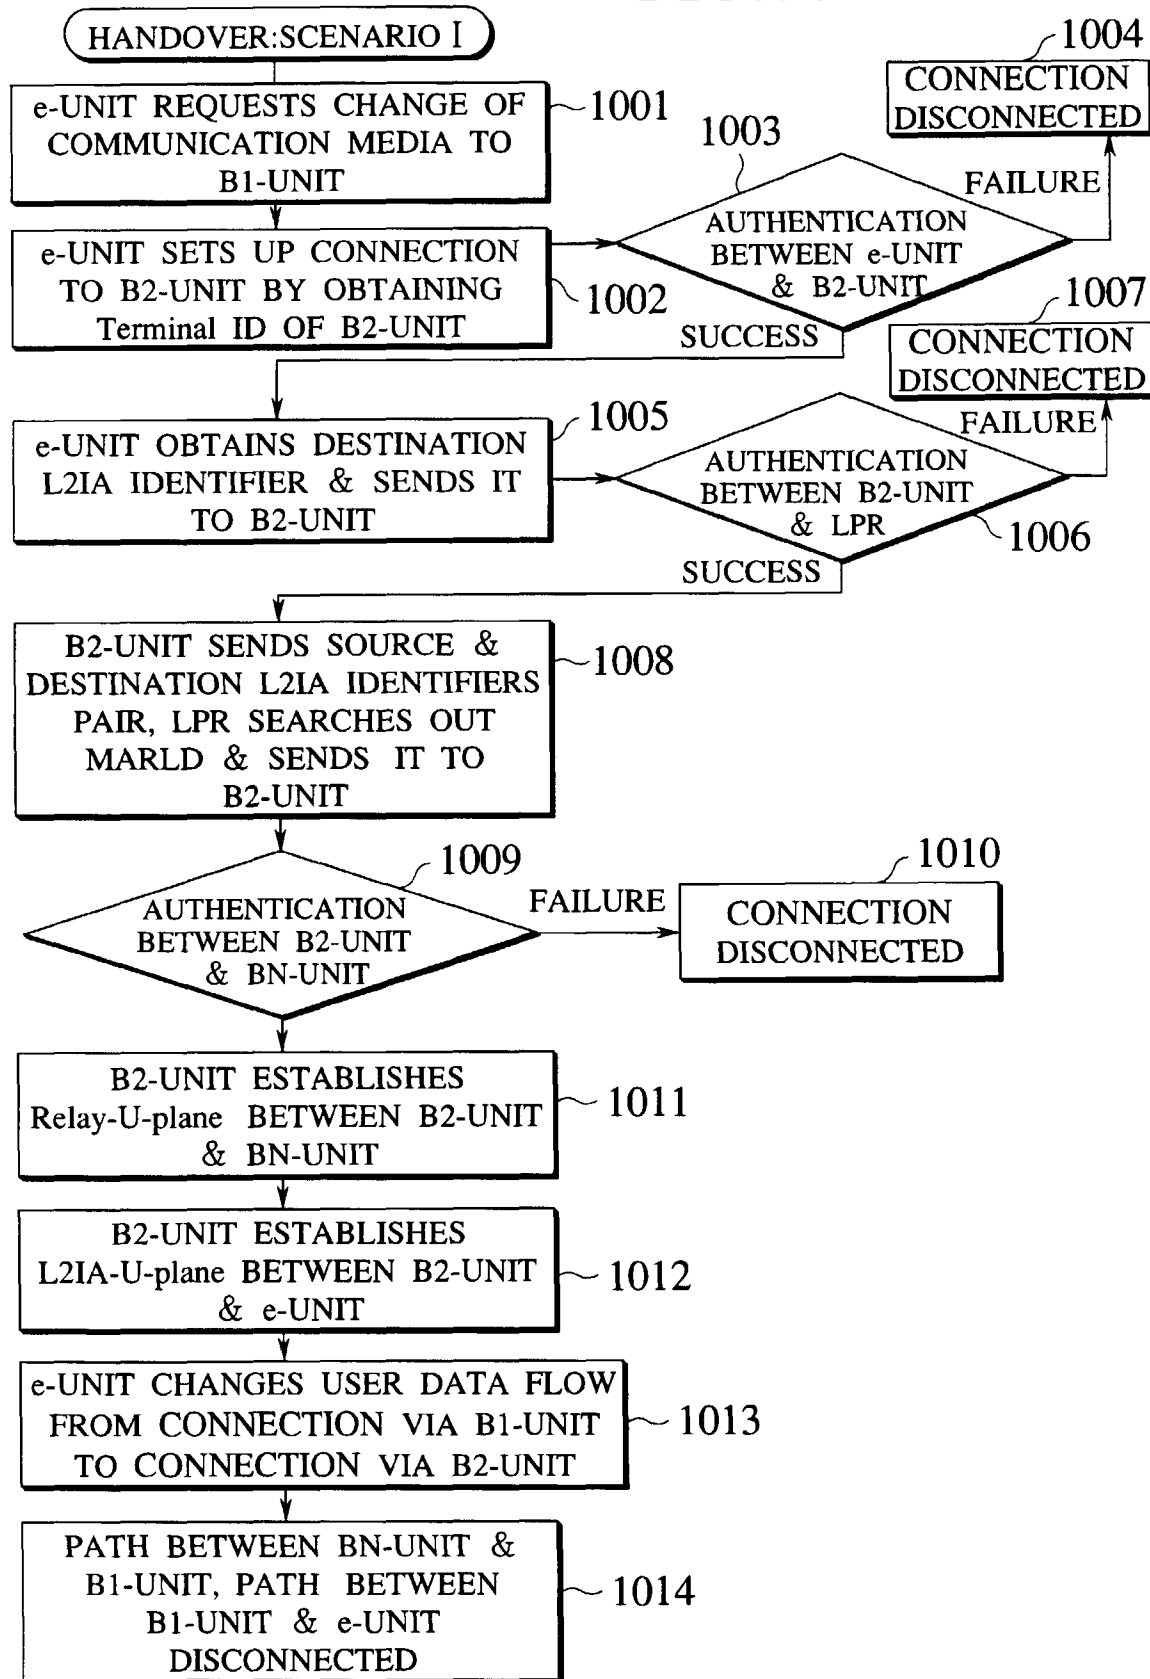 HANDOVER:SCENARIO I
e-UNIT REQUESTS CHANGE OF
COMMUNICATION MEDIA TO
B1-UNIT
1001
e-UNIT SETS UP CONNECTION
TO B2-UNIT BY OBTAINING
Terminal ID OF B2-UNIT
1002
1003
AUTHENTICATION
BETWEEN e-UNIT
& B2-UNIT
FAILURE
1004
CONNECTION
DISCONNECTED
SUCCESS
e-UNIT OBTAINS DESTINATION
L2IA IDENTIFIER & SENDS IT
TO B2-UNIT
1005
AUTHENTICATION
BETWEEN B2-UNIT
& LPR
1006
FAILURE
1007
CONNECTION
DISCONNECTED
SUCCESS
B2-UNIT SENDS SOURCE &
DESTINATION L2IA IDENTIFIERS
PAIR, LPR SEARCHES OUT
MARLD & SENDS IT TO
B2-UNIT
1008
1009
AUTHENTICATION
BETWEEN B2-UNIT
& BN-UNIT
FAILURE
1010
CONNECTION
DISCONNECTED
B2-UNIT ESTABLISHES
Relay-U-plane BETWEEN B2-UNIT
& BN-UNIT
1011
B2-UNIT ESTABLISHES
L2IA-U-plane BETWEEN B2-UNIT
& e-UNIT
1012
e-UNIT CHANGES USER DATA FLOW
FROM CONNECTION VIA B1-UNIT
TO CONNECTION VIA B2-UNIT
1013
PATH BETWEEN BN-UNIT &
B1-UNIT, PATH BETWEEN
B1-UNIT & e-UNIT
DISCONNECTED
1014